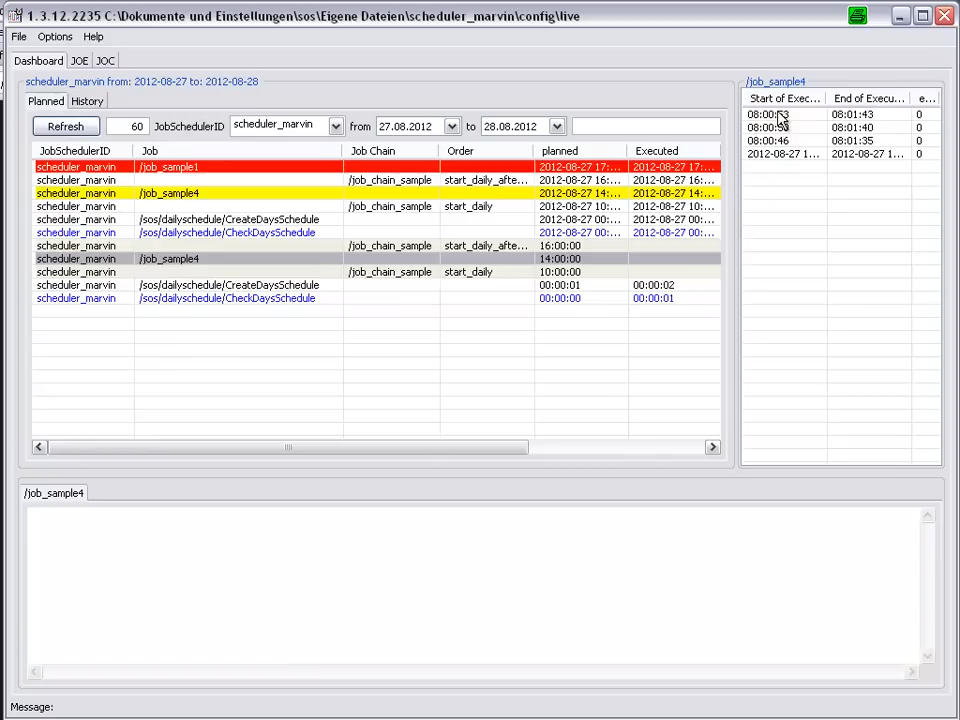 1.3.12.2235 C:\Dokumente und Einstellungen\sos\Eigene Dateien\scheduler_marvin\config\live
File Options Help
Dashboard JOE JOC
scheduler_marvin from: 2012-08-27 to: 2012-08-28
Planned History
Refresh 60 JobSchedulerID scheduler_marvin from 27.08.2012 to 28.08.2012
JobSchedulerID Job Job Chain Order planned Executed
scheduler_marvin /job_sample1 2012-08-27 17:... 2012-08-27 17:...
scheduler_marvin /job_chain_sample start_daily_afte... 2012-08-27 16:... 2012-08-27 16:...
scheduler_marvin /job_sample4 2012-08-27 14:... 2012-08-27 14:...
scheduler_marvin /job_chain_sample start_daily 2012-08-27 10:... 2012-08-27 10:...
scheduler_marvin /sos/dailyschedule/CreateDaysSchedule 2012-08-27 00:... 2012-08-27 00:...
scheduler_marvin /sos/dailyschedule/CheckDaysSchedule 2012-08-27 00:... 2012-08-27 00:...
scheduler_marvin /job_chain_sample start_daily_afte... 16:00:00
scheduler_marvin /job_sample4 14:00:00
scheduler_marvin /job_chain_sample start_daily 10:00:00
scheduler_marvin /sos/dailyschedule/CreateDaysSchedule 00:00:01 00:00:02
scheduler_marvin /sos/dailyschedule/CheckDaysSchedule 00:00:00 00:00:01
/job_sample4
Start of Exec... End of Execu... e...
08:01:43 0
08:01:40 0
08:00:46 08:01:35 0
2012-08-27 1... 2012-08-27 1... 0
/job_sample4
Message: